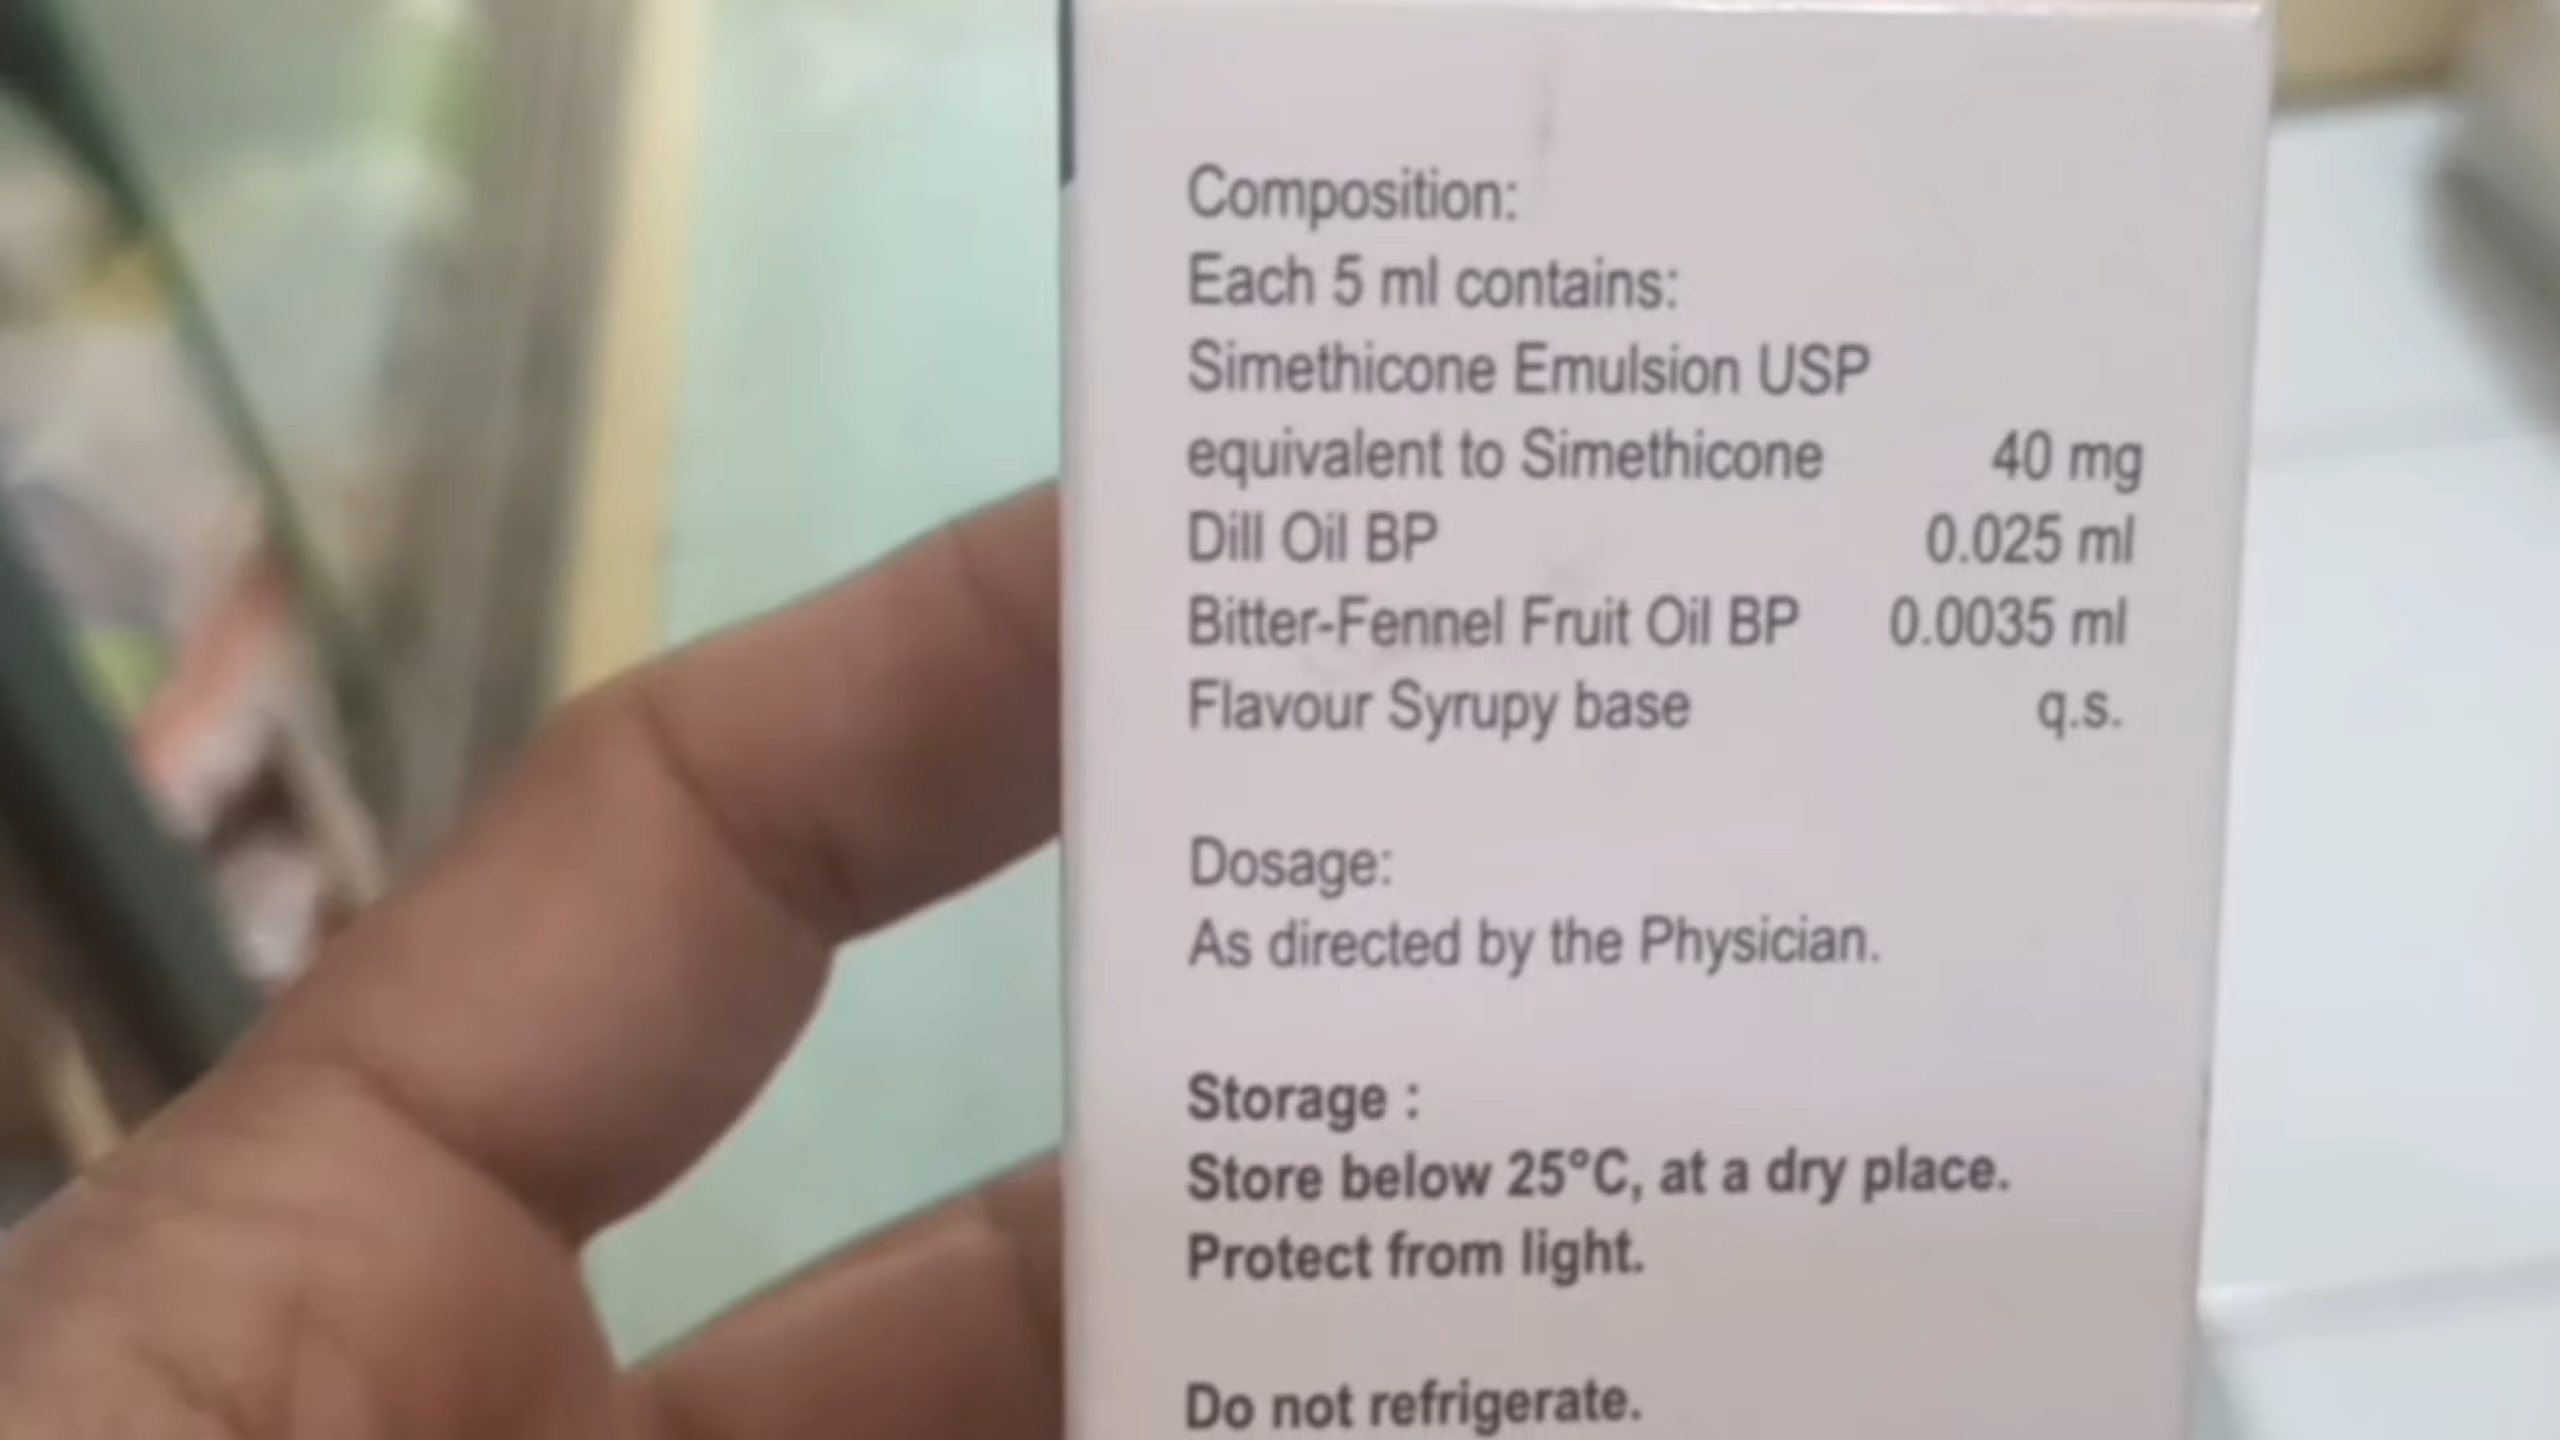 Composition:
Each 5 ml contains:
Simethicone Emulsion USP
equivalent to Simethicone 40 mg
Dill Oil BP 0.025 ml
Bitter-Fennel Fruit Oil BP 0.0035 ml
Flavour Syrupy base q.s.
Dosage:
As directed by the Physician.
Storage :
Store below 25°C, at a dry place.
Protect from light.
Do not refrigerate.